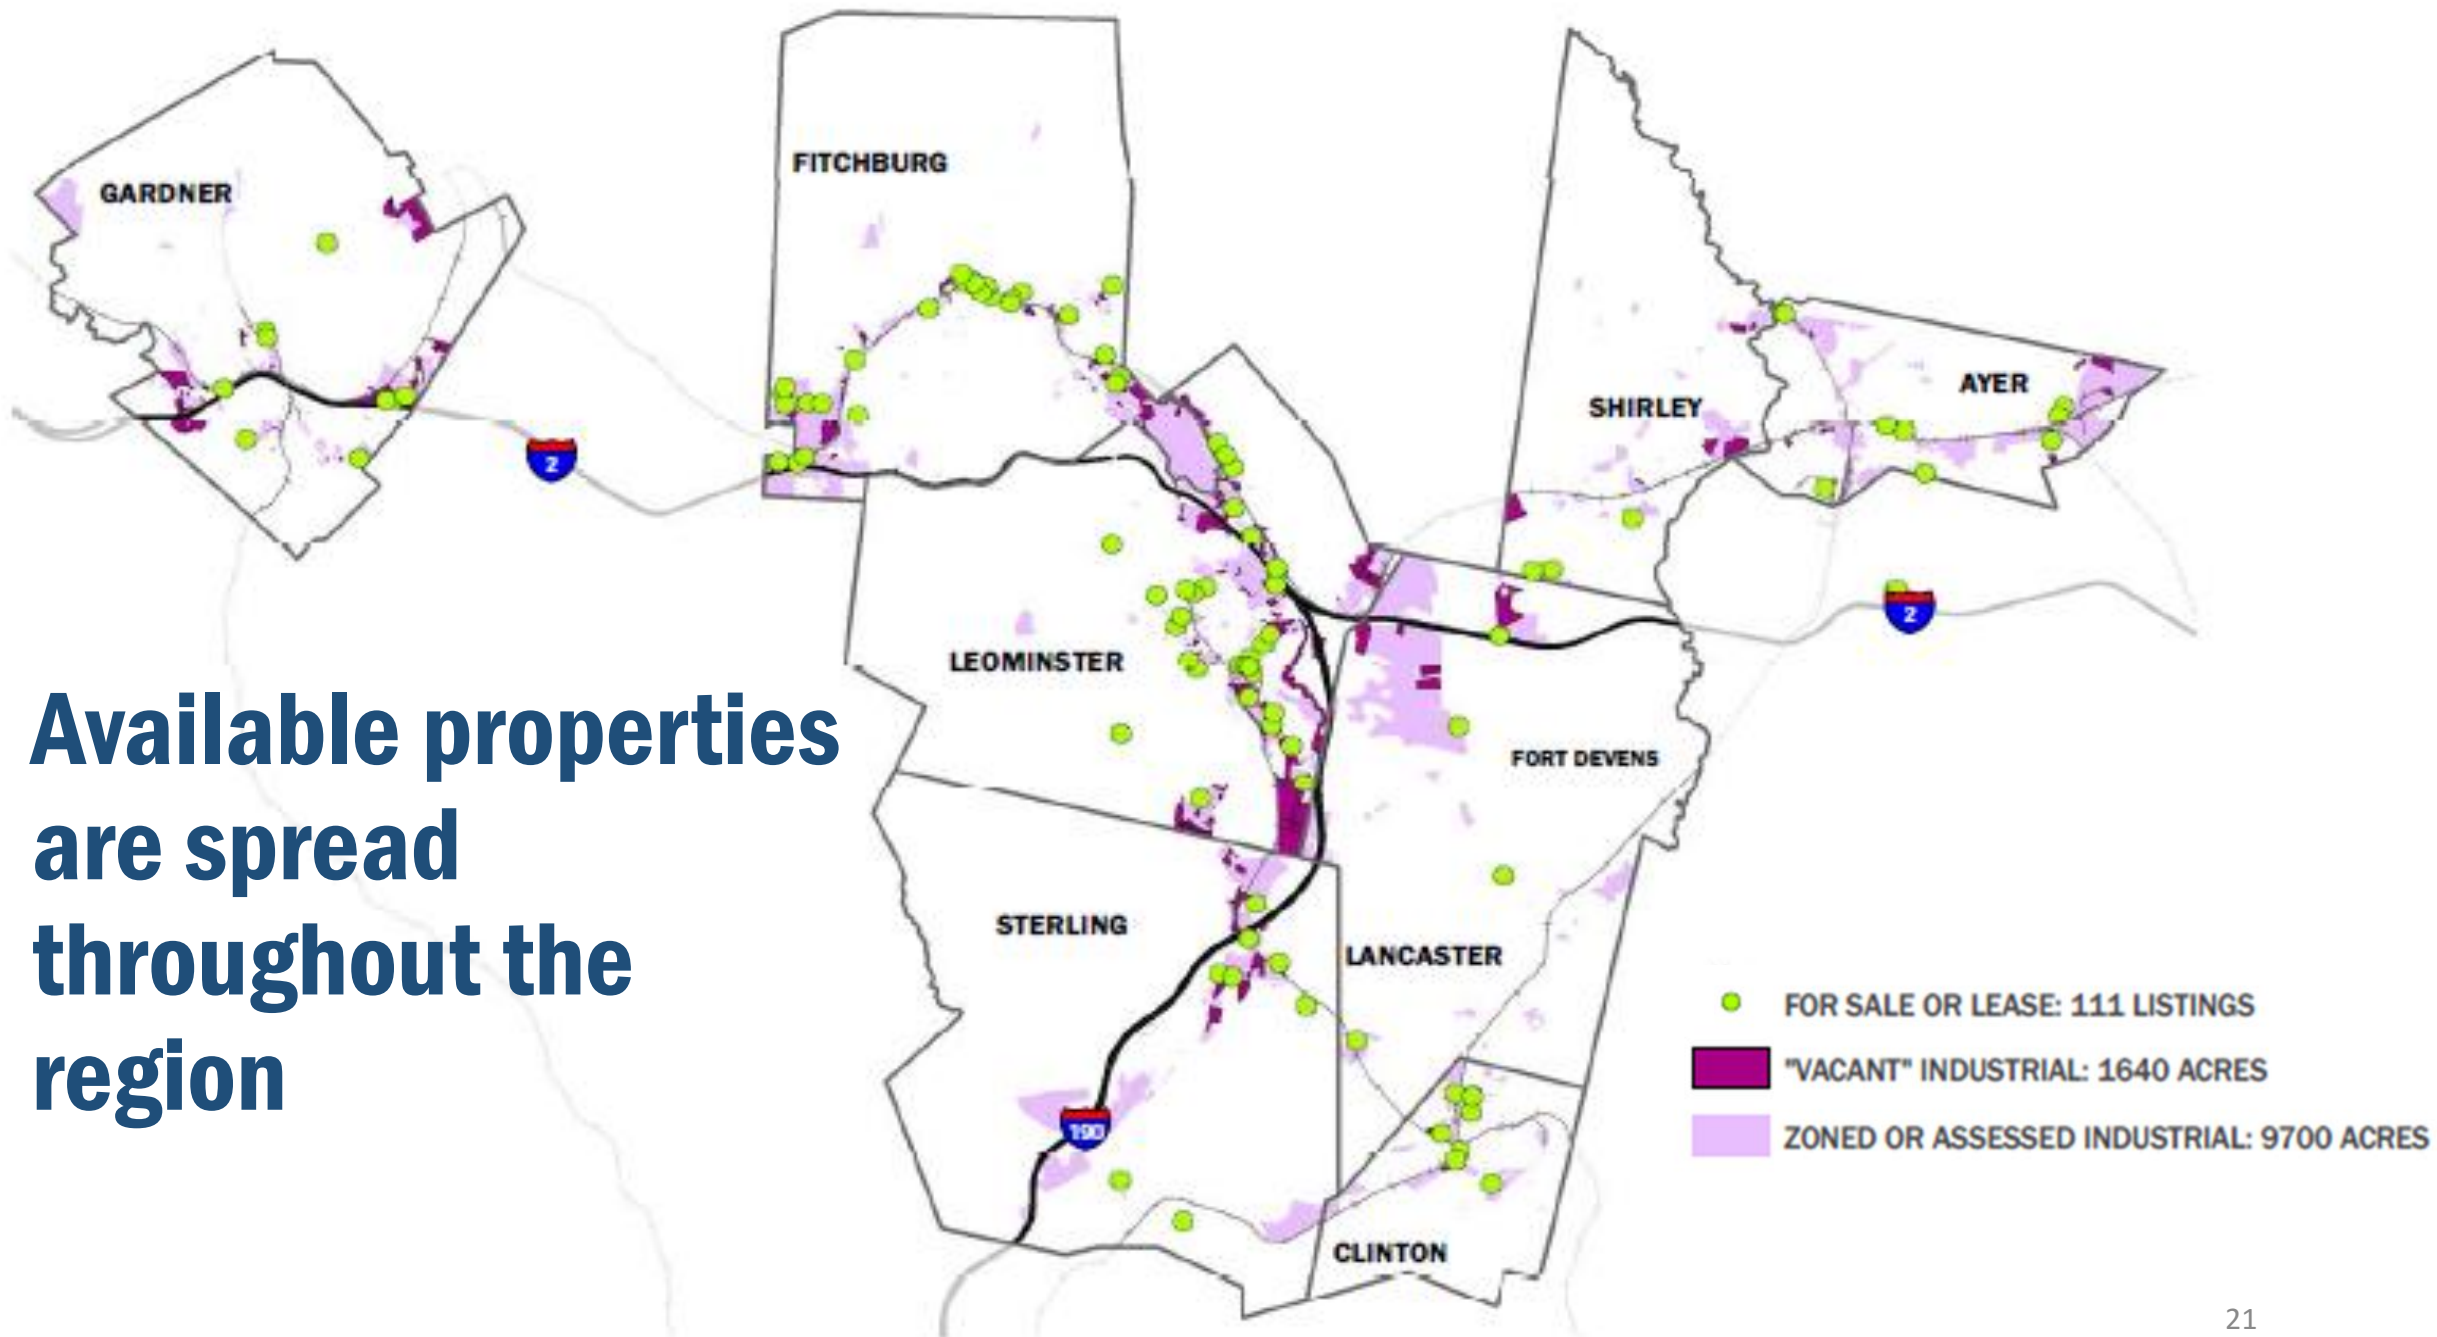 GARDNER
FITCHBURG
2
SHIRLEY
AYER
2
LEOMINSTER
FORT DEVENS
Available properties
are spread
throughout the
region
STERLING
LANCASTER
190
CLINTON
FOR SALE OR LEASE: 111 LISTINGS
"VACANT" INDUSTRIAL: 1640 ACRES
ZONED OR ASSESSED INDUSTRIAL: 9700 ACRES
21